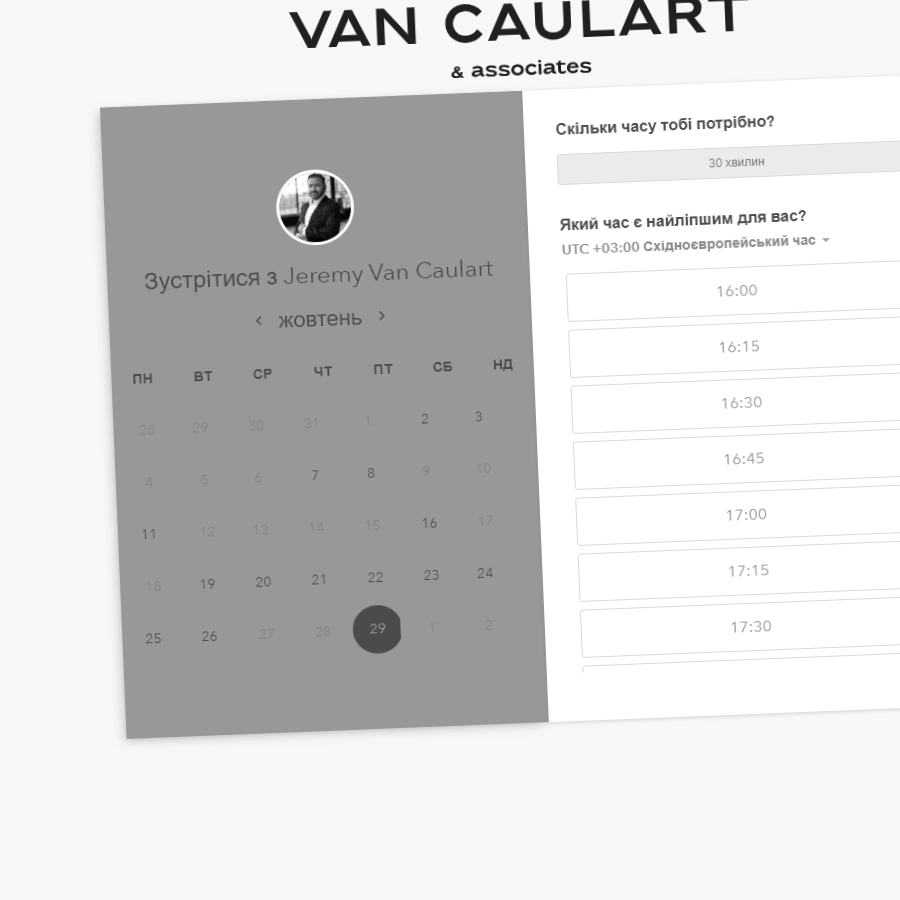 VAN CAULART
& associates
Зустрітися з Jeremy Van Caulart
жовтень
ПН ВТ СР ЧТ ПТ СБ НД
28 29 30 31 1 2 3
4 5 6 7 8 9 10
11 12 13 14 15 16 17
18 19 20 21 22 23 24
25 26 27 28 29 1 2
Скільки часу тобі потрібно?
30 хвилин
Який час є найліпшим для вас?
UTC +03:00 Східноєвропейський час
16:00
16:15
16:30
16:45
17:00
17:15
17:30